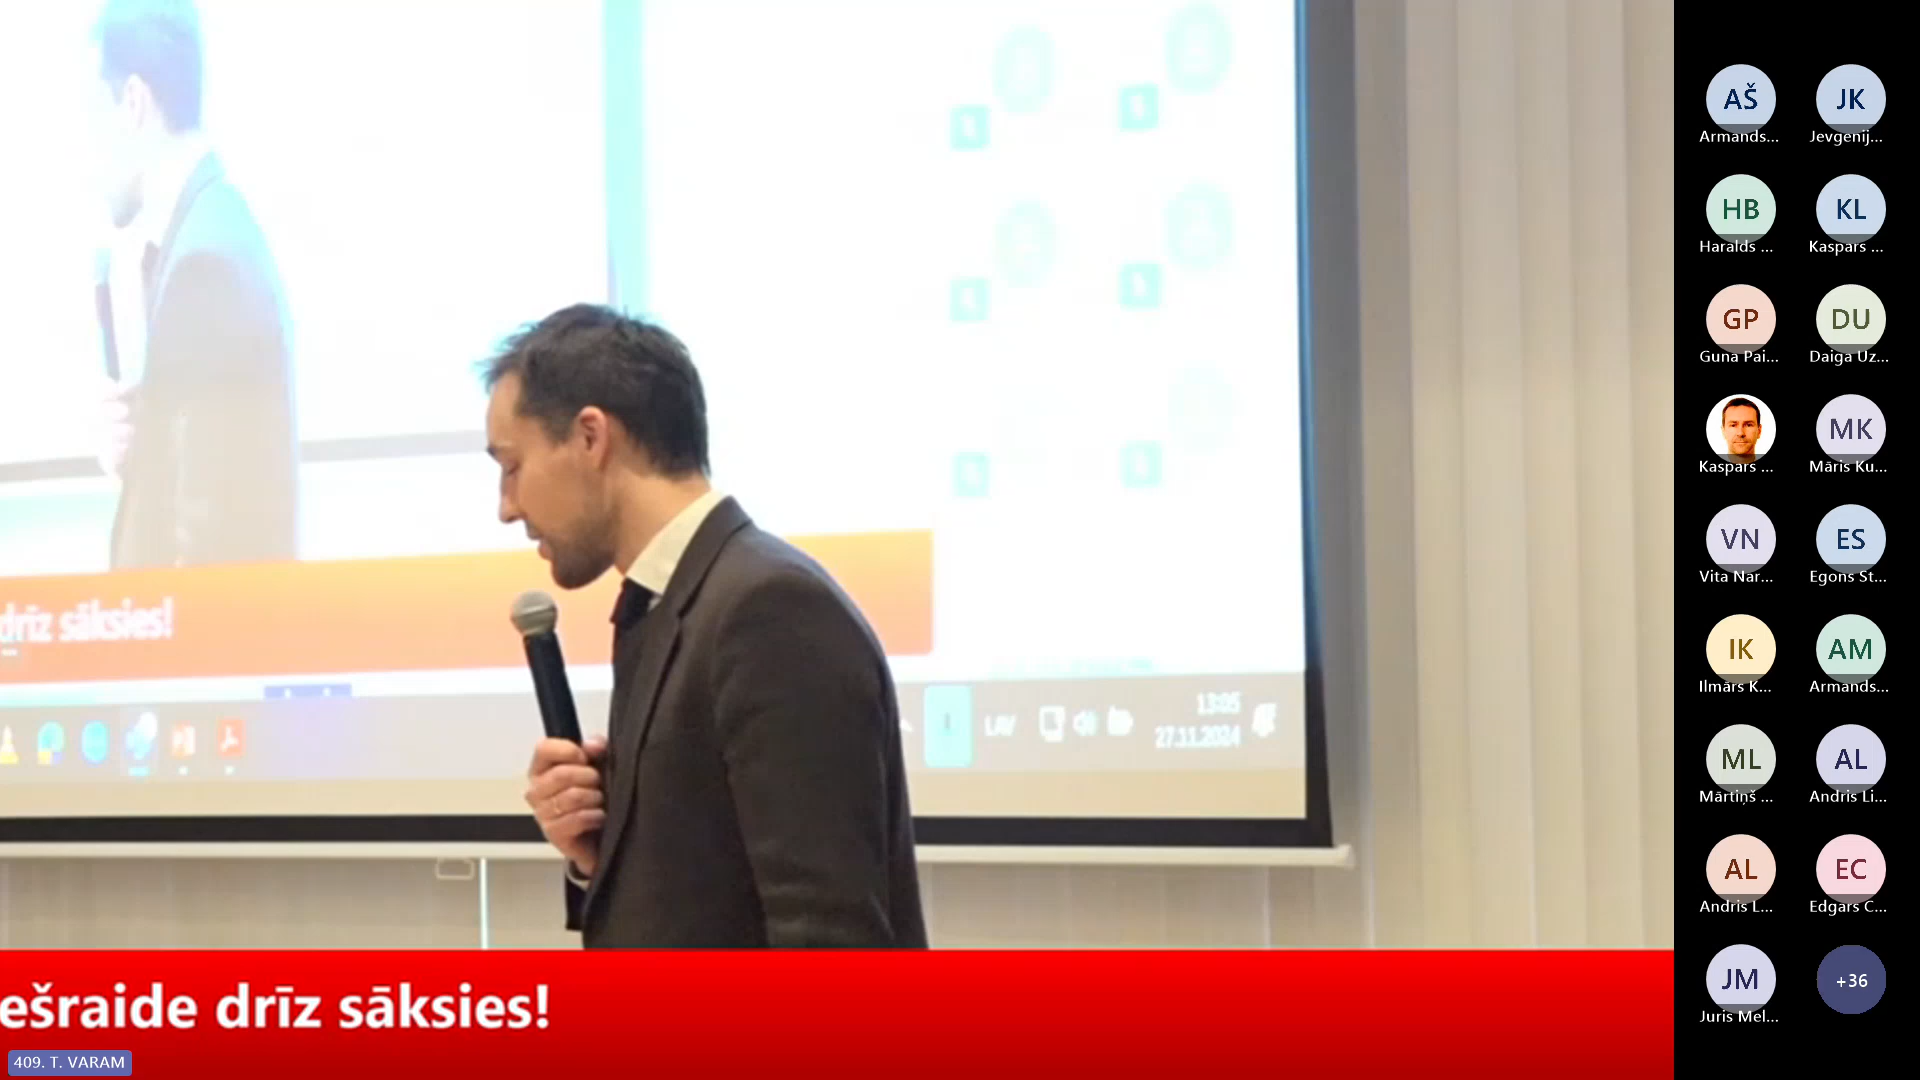 drīz sāksies!
LAV
13:05
27.11.2024
ešraide drīz sāksies!
409. T. VARAM
AŠ
Armands...
JK
Jevgenij...
HB
Haralds ...
KL
Kaspars ...
GP
Guna Pai...
DU
Daiga Uz...
Kaspars ...
MK
Māris Ku...
VN
Vita Nar...
ES
Egons St...
IK
Ilmārs K...
AM
Armands...
ML
Mārtiņš ...
AL
Andris Li...
AL
Andris L...
EC
Edgars C...
JM
Juris Mel...
+36